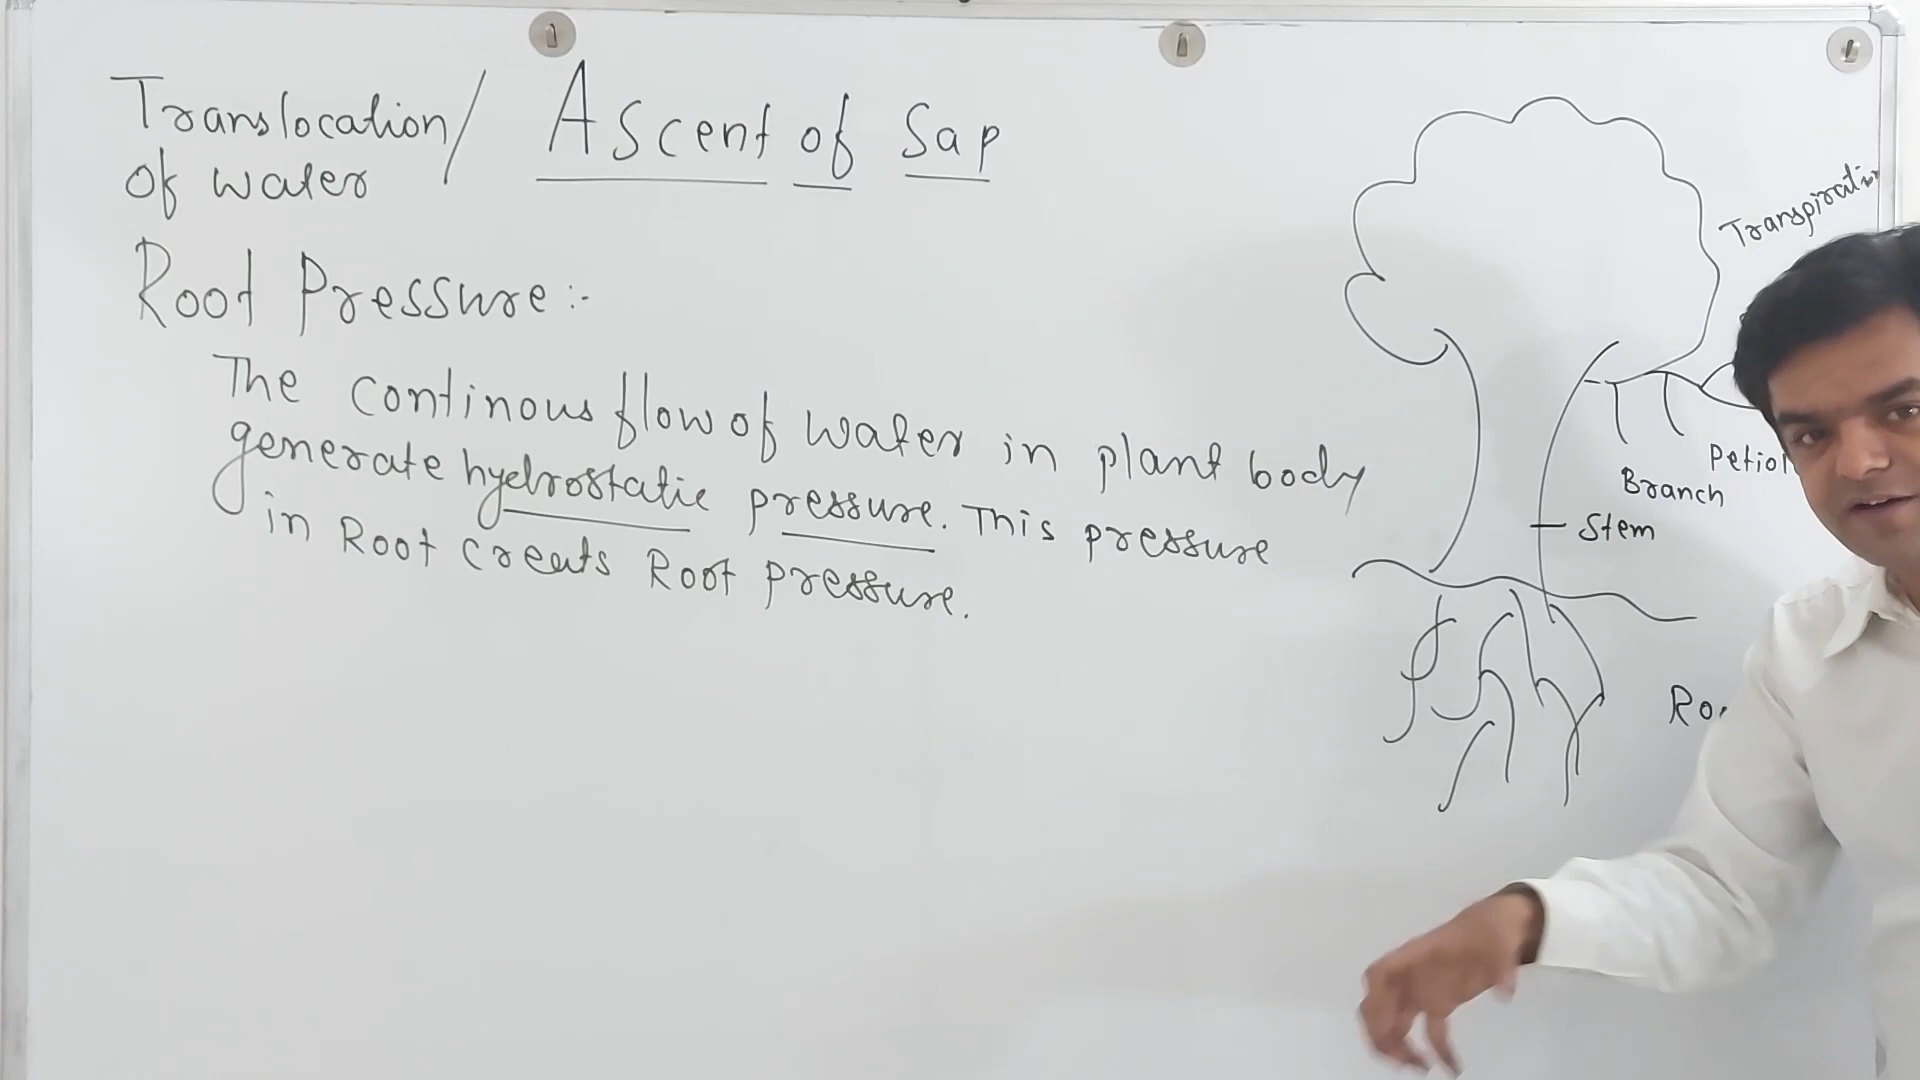 Translocation/ Ascent of Sap
of water
Root Pressure :-
The continous flow of water in plant body
generate hydrostatic pressure. This pressure
in Root creats Root pressure.
Transpiration
Petiol
Branch
Stem
Roo